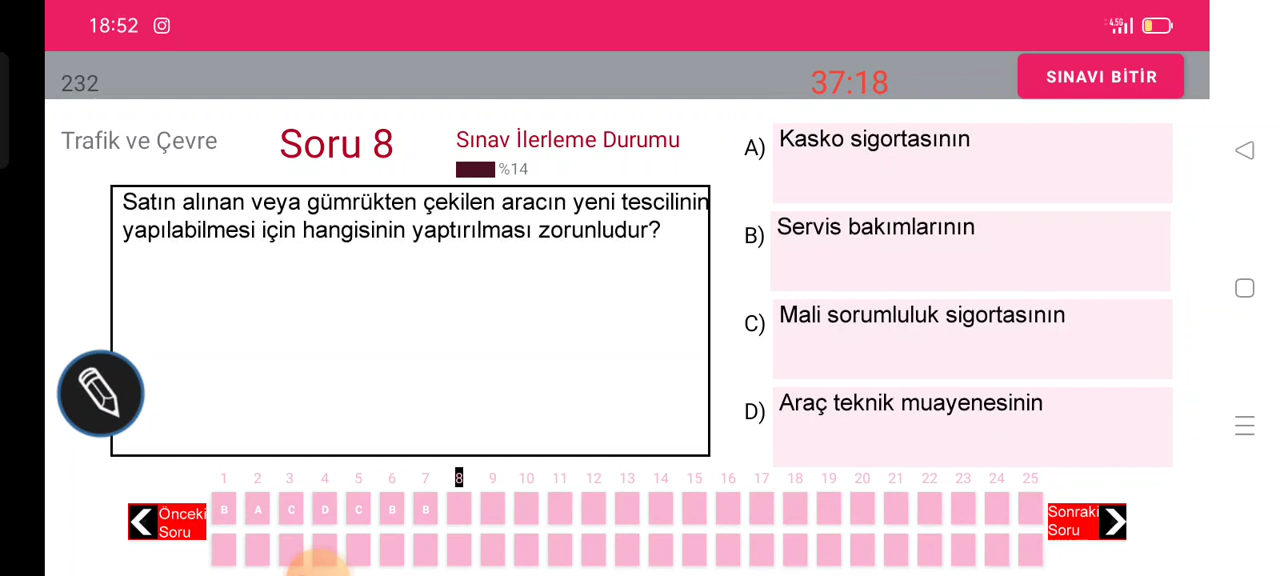 18:52
4.5G
232
37:18
SINAVI BİTİR
Trafik ve Çevre
Soru 8
Sınav İlerleme Durumu
%14
Satın alınan veya gümrükten çekilen aracın yeni tescilinin
yapılabilmesi için hangisinin yaptırılması zorunludur?
A) Kasko sigortasının
B) Servis bakımlarının
C) Mali sorumluluk sigortasının
D) Araç teknik muayenesinin
1 2 3 4 5 6 7 8 9 10 11 12 13 14 15 16 17 18 19 20 21 22 23 24 25
Önceki
Soru
B A C D C B B
Sonraki
Soru